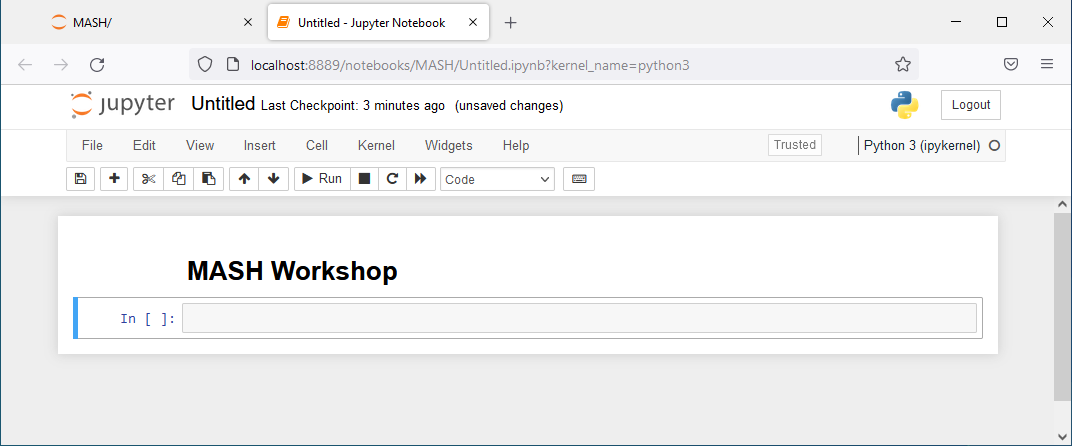 MASH/
Untitled - Jupyter Notebook
localhost:8889/notebooks/MASH/Untitled.ipynb?kernel_name=python3
jupyter Untitled Last Checkpoint: 3 minutes ago (unsaved changes) Logout
File Edit View Insert Cell Kernel Widgets Help Trusted Python 3 (ipykernel)
Run Code
MASH Workshop
In [ ]: